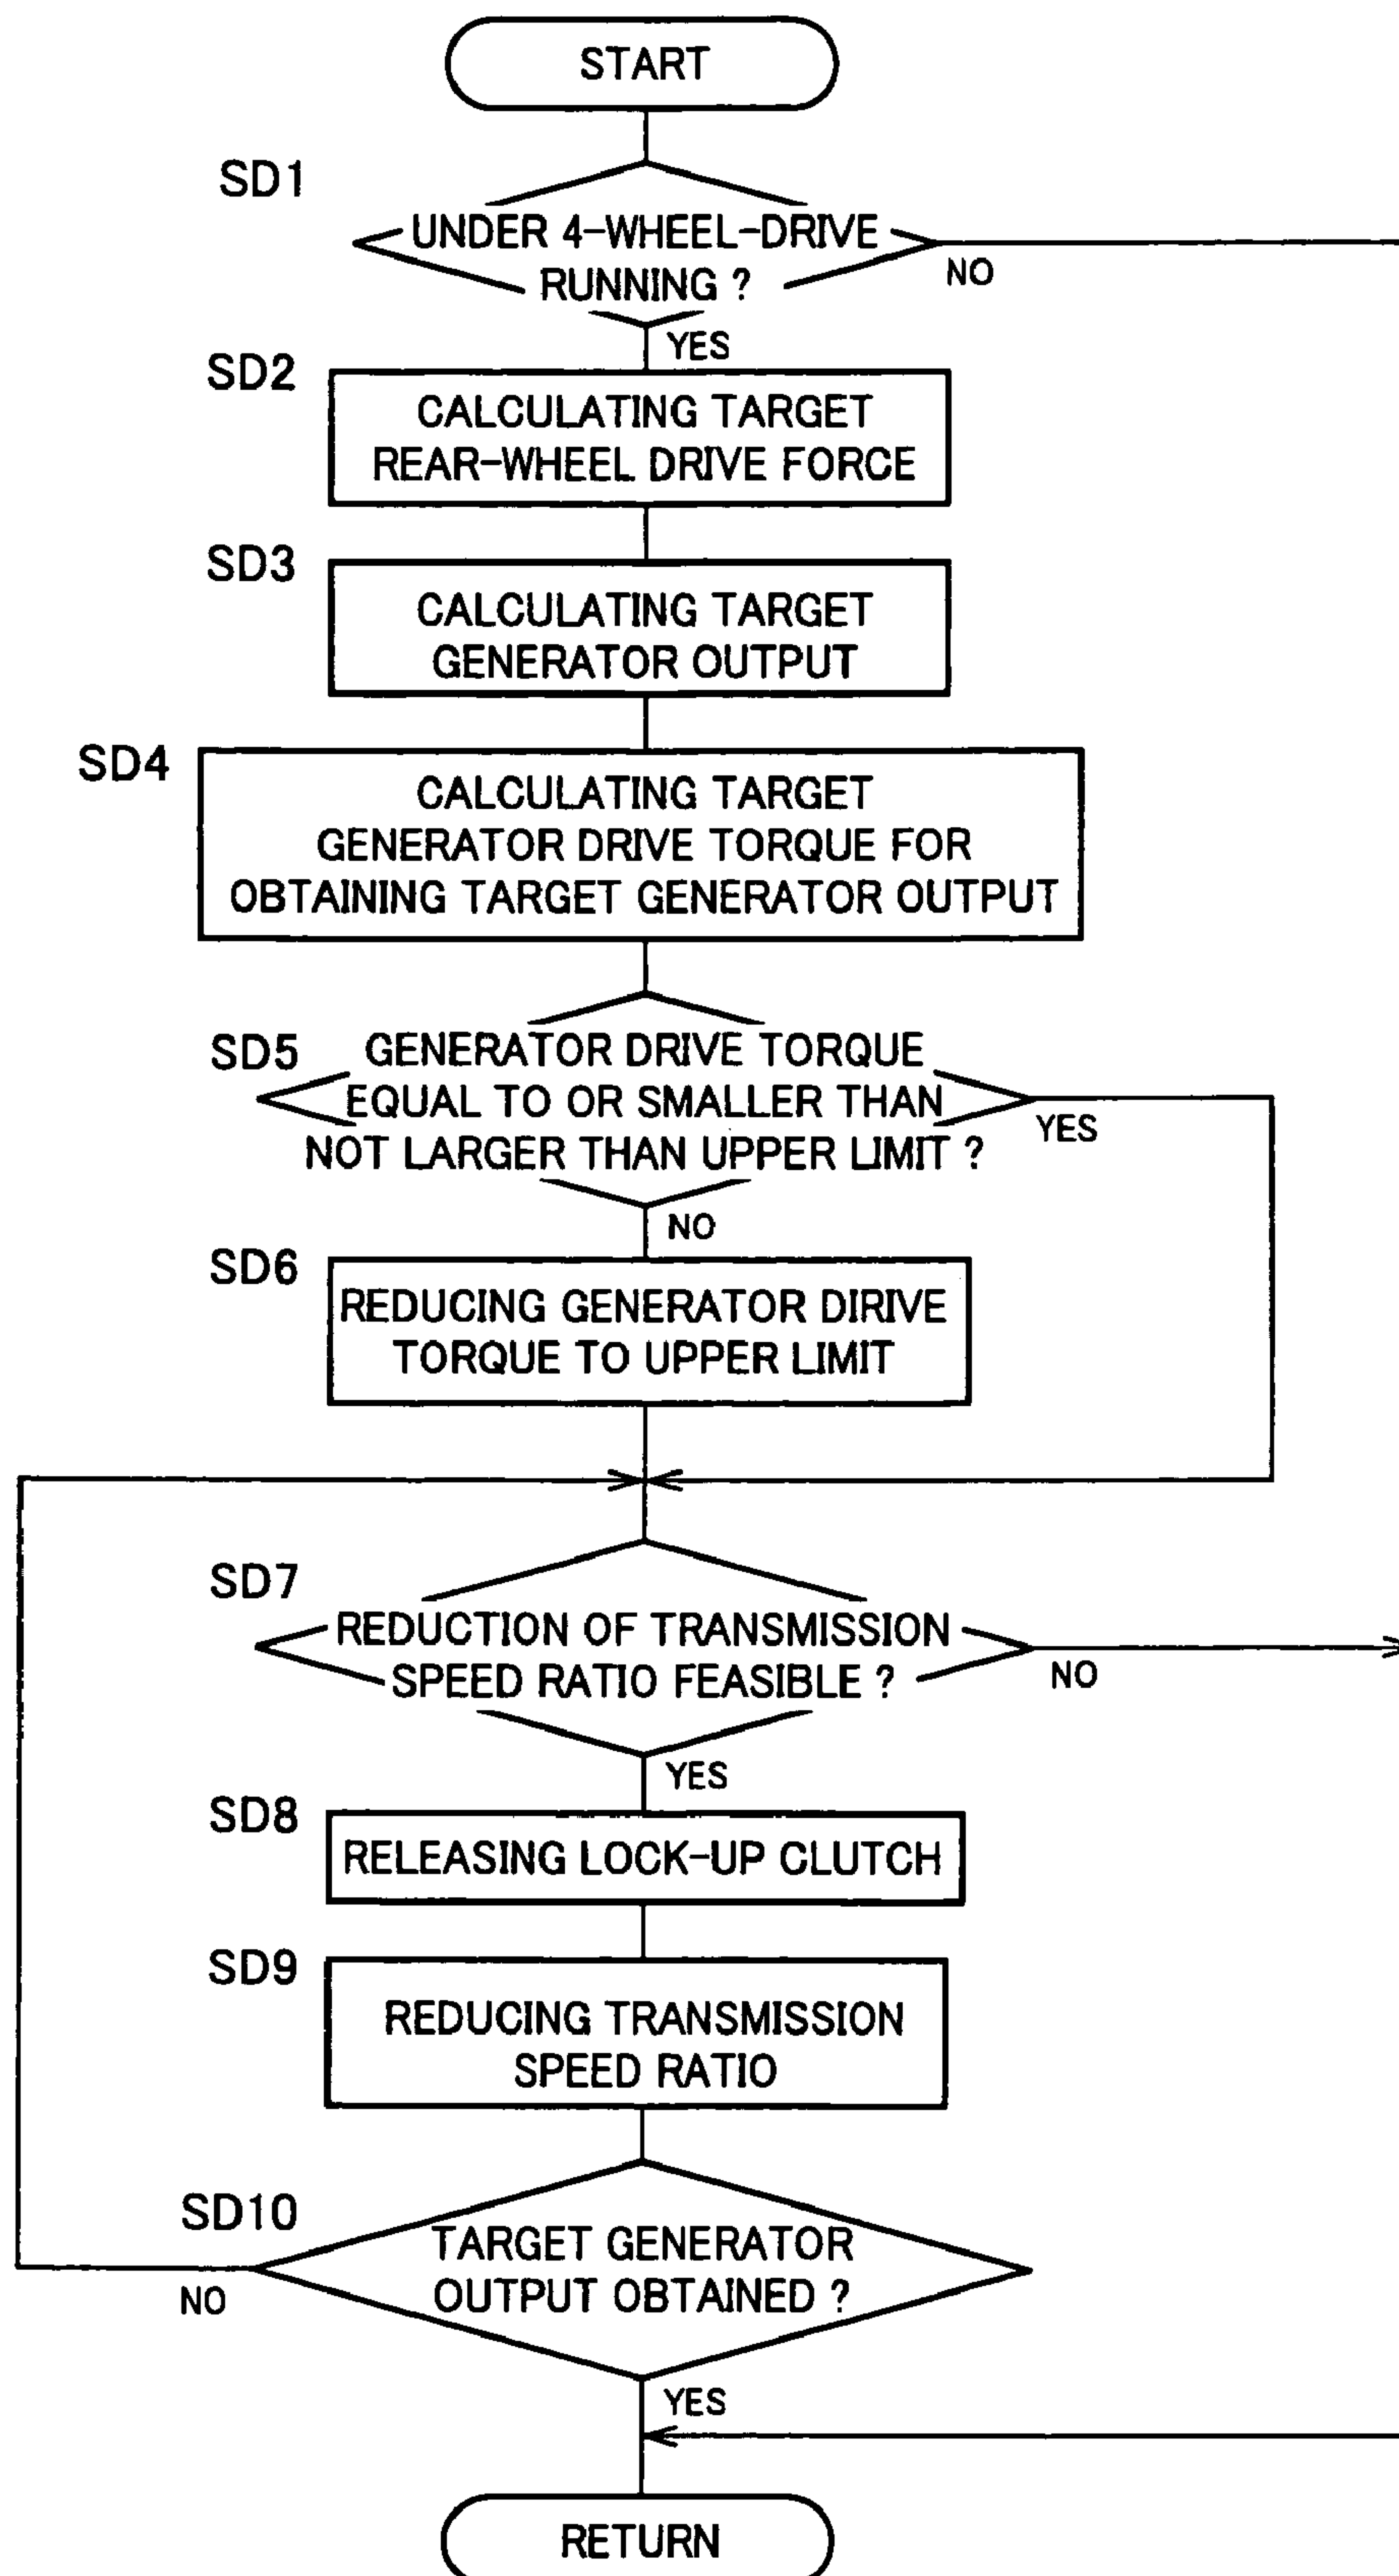 START
SD1
UNDER 4-WHEEL-DRIVE
RUNNING ?
NO
YES
SD2
CALCULATING TARGET
REAR-WHEEL DRIVE FORCE
SD3
CALCULATING TARGET
GENERATOR OUTPUT
SD4
CALCULATING TARGET
GENERATOR DRIVE TORQUE FOR
OBTAINING TARGET GENERATOR OUTPUT
SD5
GENERATOR DRIVE TORQUE
EQUAL TO OR SMALLER THAN
NOT LARGER THAN UPPER LIMIT ?
YES
NO
SD6
REDUCING GENERATOR DIRIVE
TORQUE TO UPPER LIMIT
SD7
REDUCTION OF TRANSMISSION
SPEED RATIO FEASIBLE ?
NO
YES
SD8
RELEASING LOCK-UP CLUTCH
SD9
REDUCING TRANSMISSION
SPEED RATIO
SD10
TARGET GENERATOR
OUTPUT OBTAINED ?
NO
YES
RETURN